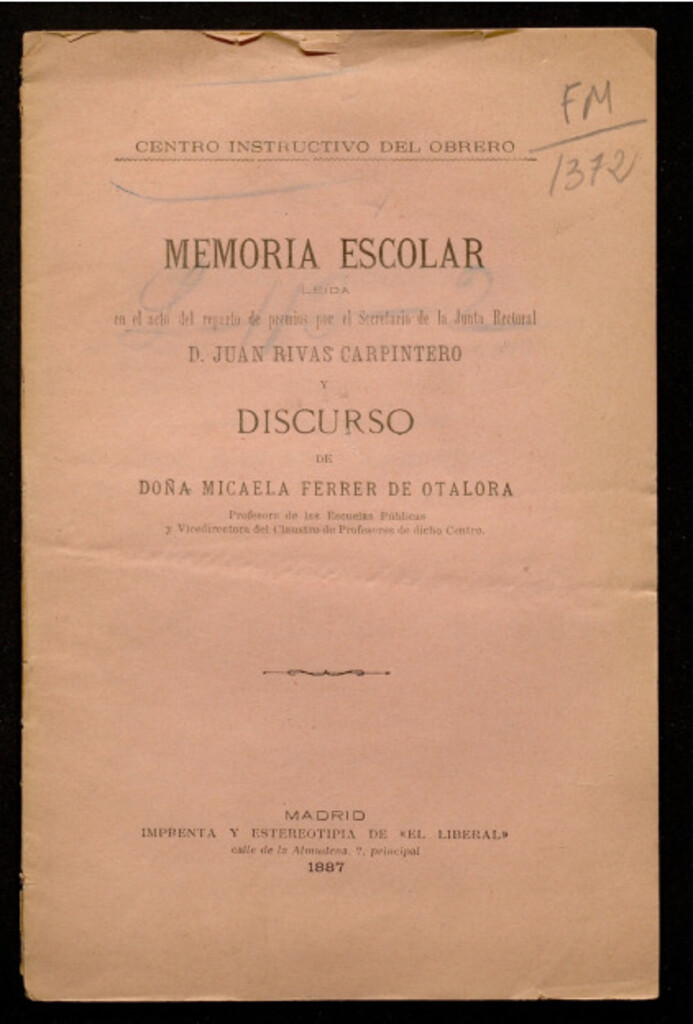 FM
1372
CENTRO INSTRUCTIVO DEL OBRERO
MEMORIA ESCOLAR
LEIDA
en el acto del reparto de premios por el Secretario de la Junta Rectoral
D. JUAN RIVAS CARPINTERO
Y
DISCURSO
DE
DOÑA MICAELA FERRER DE OTALORA
Profesora de las Escuelas Públicas
y Vicedirectora del Claustro de Profesores de dicho Centro.
MADRID
IMPRENTA Y ESTEREOTIPIA DE «EL LIBERAL»
calle de la Almudena, 2, principal
1887